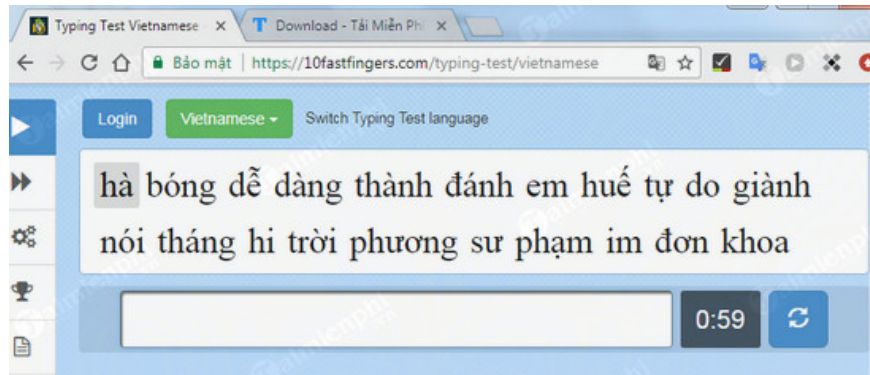 Typing Test Vietnamese
Download - Tải Miễn Phí
Bảo mật | https://10fastfingers.com/typing-test/vietnamese
Login Vietnamese Switch Typing Test language
hà bóng dễ dàng thành đánh em huế tự do giành
nói tháng hi trời phương sư phạm im đơn khoa
0:59